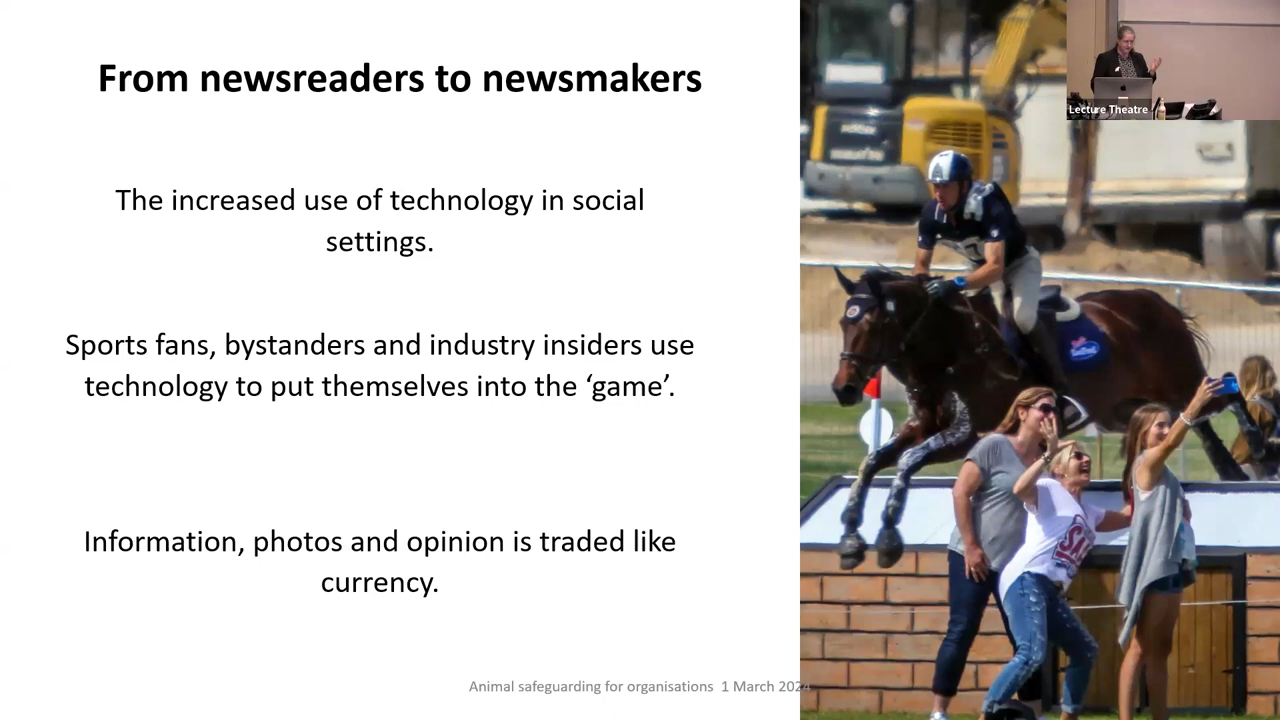 From newsreaders to newsmakers
The increased use of technology in social
settings.
Sports fans, bystanders and industry insiders use
technology to put themselves into the ‘game’.
Information, photos and opinion is traded like
currency.
Animal safeguarding for organisations 1 March 2024
Lecture Theatre